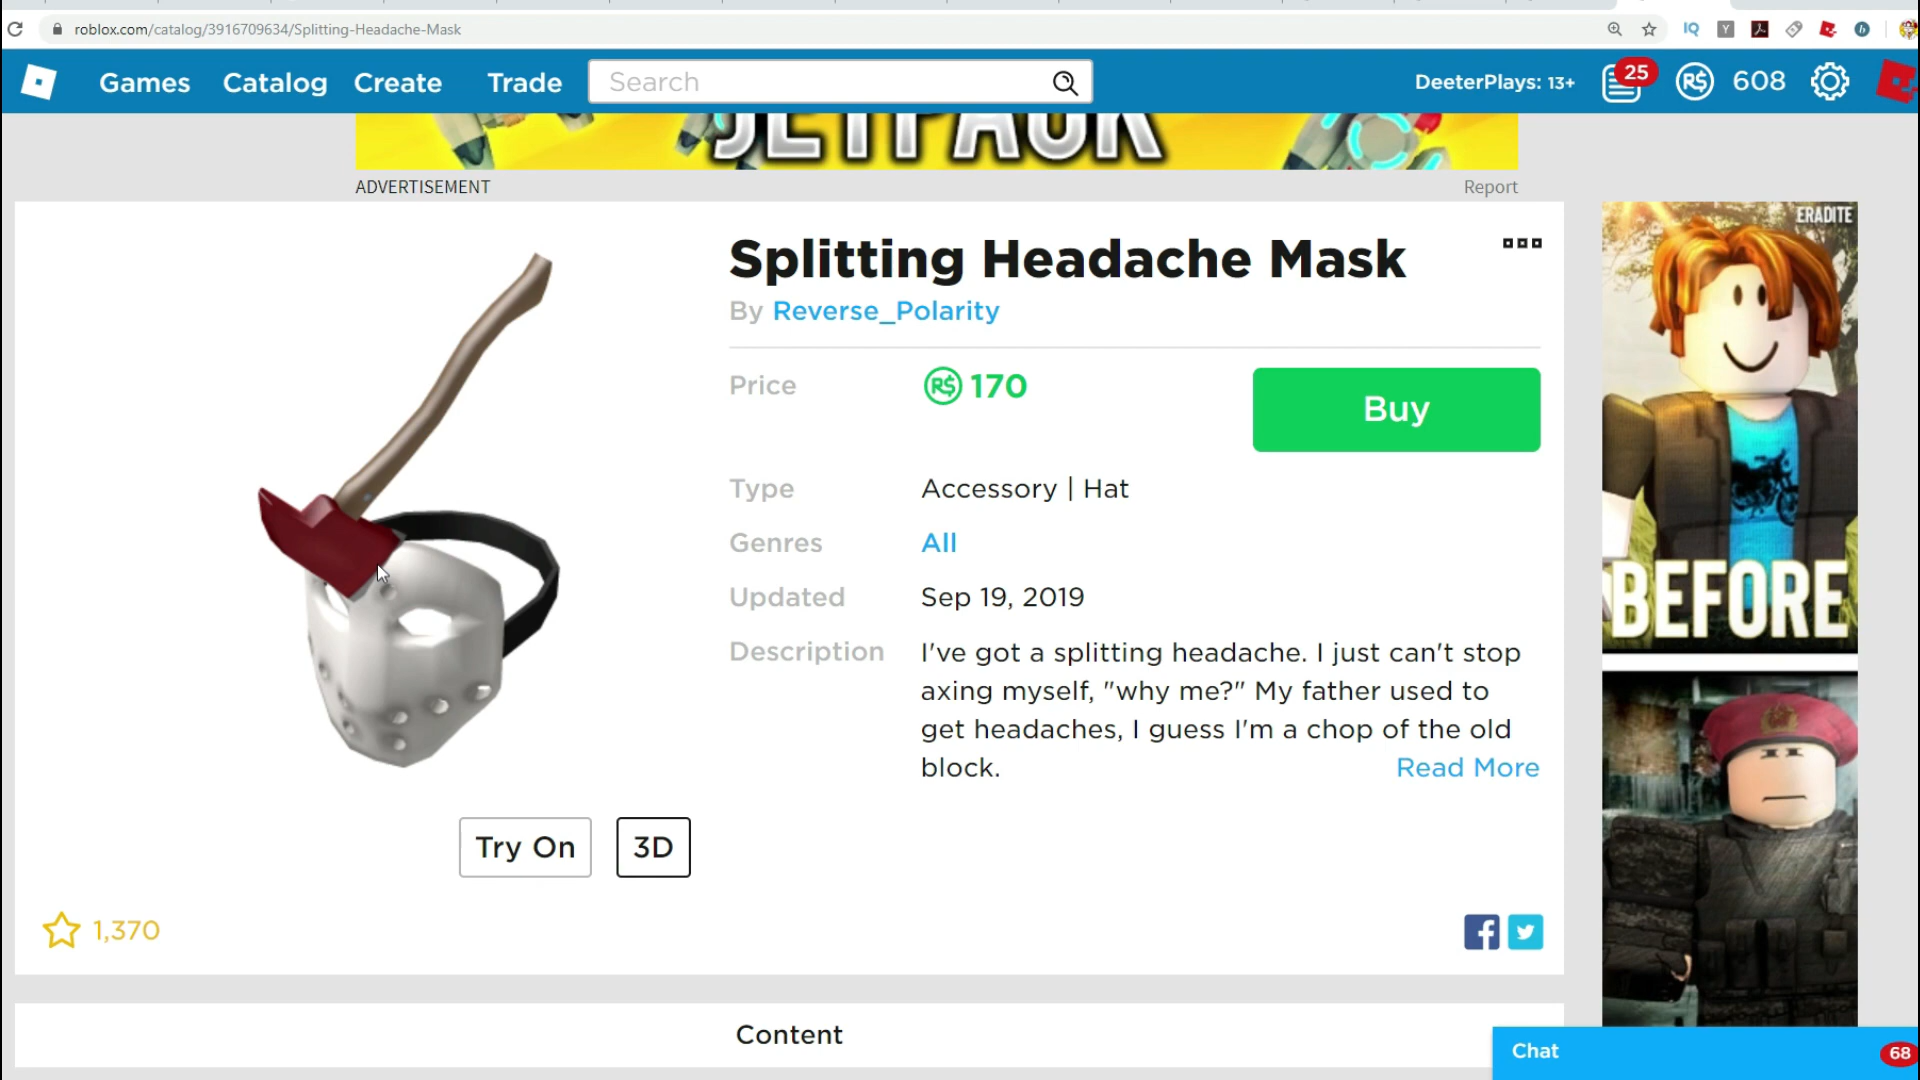 roblox.com/catalog/3916709634/Splitting-Headache-Mask
Games Catalog Create Trade Search DeeterPlays: 13+ 25 R$ 608
JETPACK
ADVERTISEMENT Report
Splitting Headache Mask
By Reverse_Polarity
Price R$ 170 Buy
Type Accessory | Hat
Genres All
Updated Sep 19, 2019
Description I've got a splitting headache. I just can't stop
axing myself, "why me?" My father used to
get headaches, I guess I'm a chop of the old
block. Read More
Try On 3D
1,370
Content
ERADITE
BEFORE
Chat 68